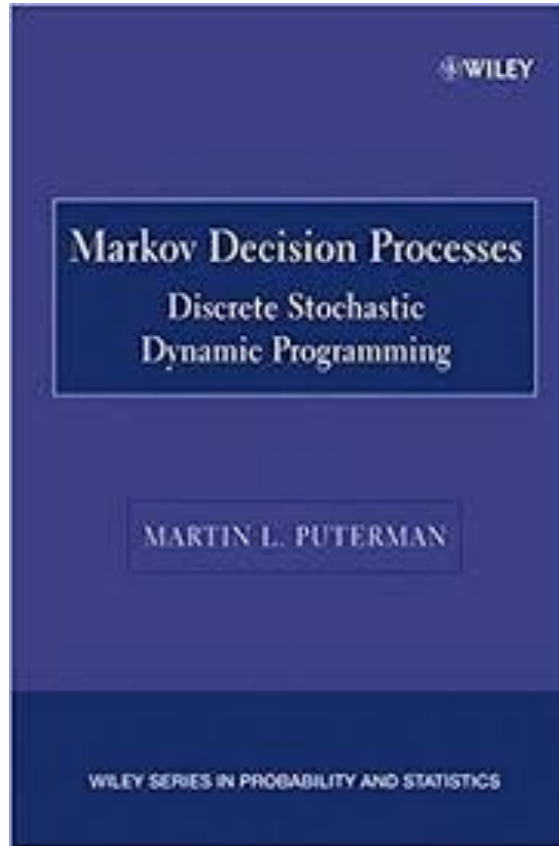 WILEY
Markov Decision Processes
Discrete Stochastic
Dynamic Programming
MARTIN L. PUTERMAN
WILEY SERIES IN PROBABILITY AND STATISTICS